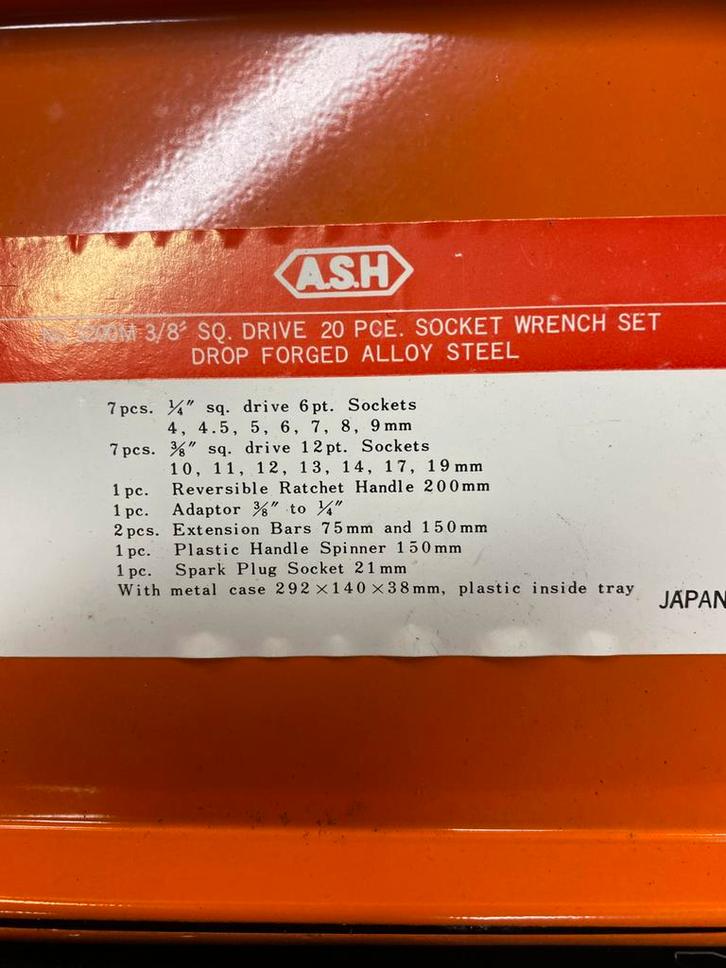 A.S.H
No. 3200M 3/8" SQ. DRIVE 20 PCE. SOCKET WRENCH SET
DROP FORGED ALLOY STEEL
7pcs. ¼" sq. drive 6pt. Sockets
4, 4.5, 5, 6, 7, 8, 9mm
7pcs. ⅜" sq. drive 12pt. Sockets
10, 11, 12, 13, 14, 17, 19mm
1pc. Reversible Ratchet Handle 200mm
1pc. Adaptor ⅜" to ¼"
2pcs. Extension Bars 75mm and 150mm
1pc. Plastic Handle Spinner 150mm
1pc. Spark Plug Socket 21mm
With metal case 292×140×38mm, plastic inside tray
JAPAN